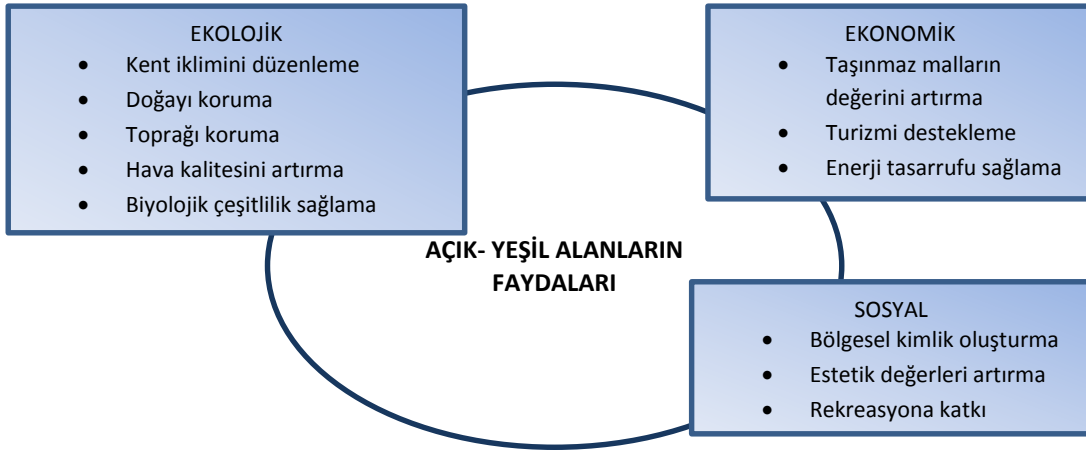 EKOLOJİK
• Kent iklimini düzenleme
• Doğayı koruma
• Toprağı koruma
• Hava kalitesini artırma
• Biyolojik çeşitlilik sağlama
EKONOMİK
• Taşınmaz malların
değerini artırma
• Turizmi destekleme
• Enerji tasarrufu sağlama
AÇIK- YEŞİL ALANLARIN
FAYDALARI
SOSYAL
• Bölgesel kimlik oluşturma
• Estetik değerleri artırma
• Rekreasyona katkı